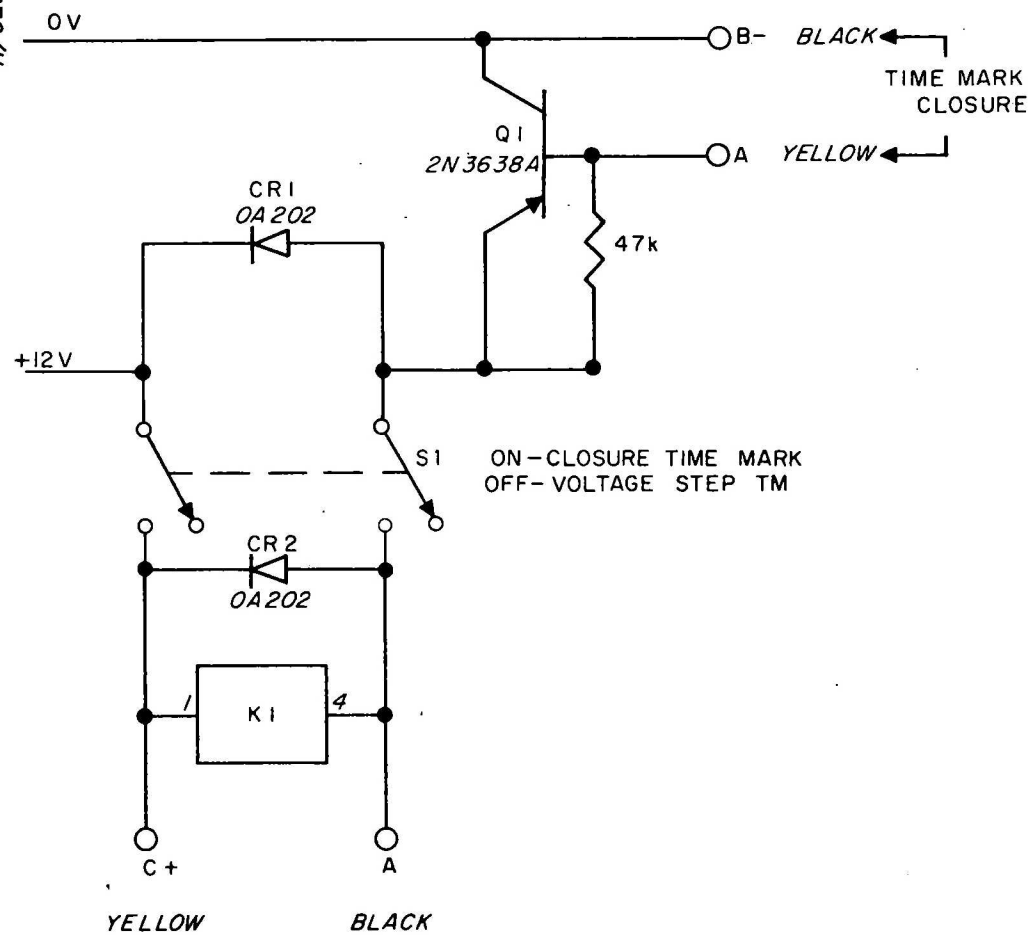 0V
B- BLACK
TIME MARK
CLOSURE
Q1
2N3638A
A YELLOW
CR1
OA202
47k
+12V
S1
ON-CLOSURE TIME MARK
OFF-VOLTAGE STEP TM
CR2
OA202
1 K1 4
C+ A
YELLOW BLACK